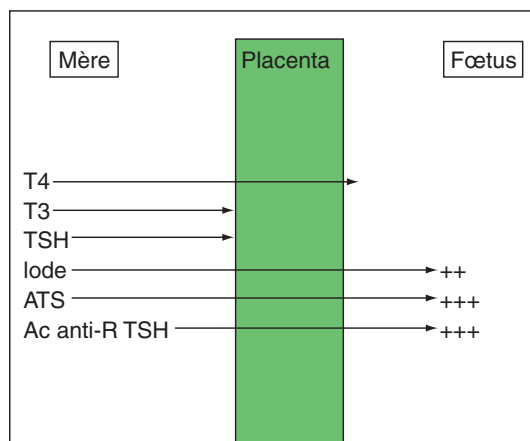 Mère Placenta Fœtus
T4
T3
TSH
Iode ++
ATS +++
Ac anti-R TSH +++